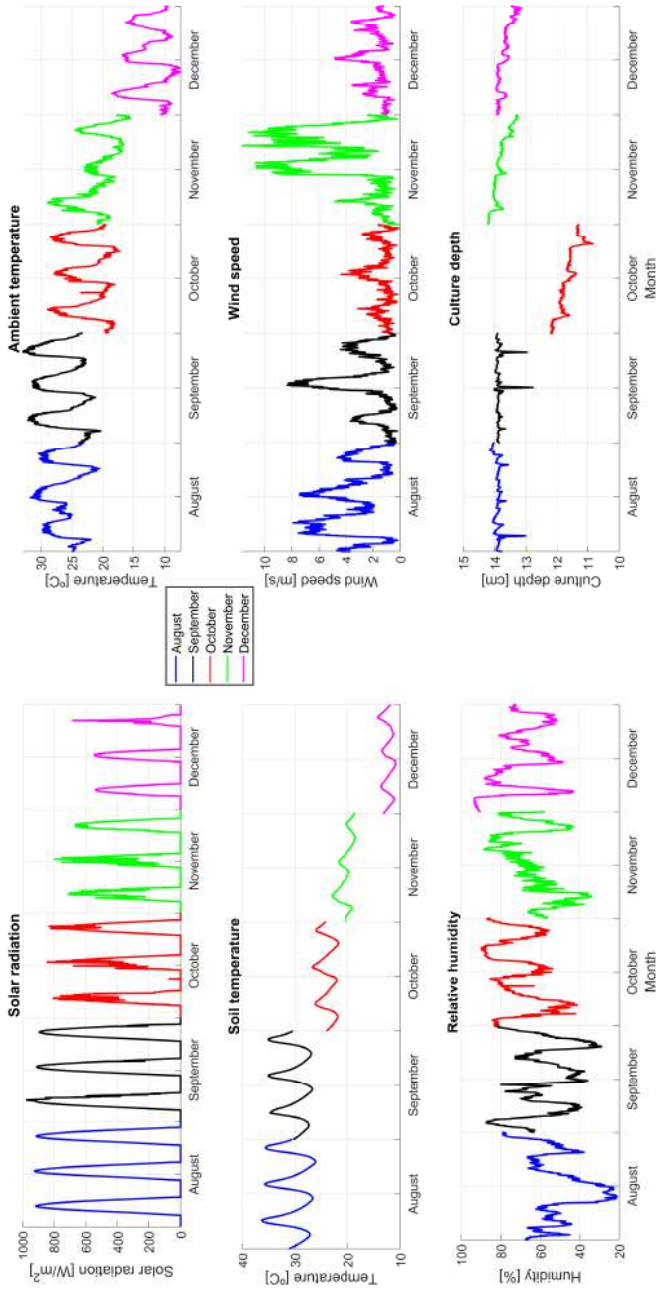 Solar radiation
Solar radiation [W/m²]
1000
800
600
400
200
0
August
September
October
November
December
August
September
October
November
December
Ambient temperature
Temperature [ºC]
30
25
20
15
10
August
September
October
November
December
Soil temperature
Temperature [ºC]
40
30
20
10
August
September
October
November
December
Wind speed
Wind speed [m/s]
10
8
6
4
2
0
August
September
October
November
December
Relative humidity
Humidity [%]
100
80
60
40
20
August
September
October
November
December
Month
Culture depth
Culture depth [cm]
15
14
13
12
11
10
August
September
October
November
December
Month